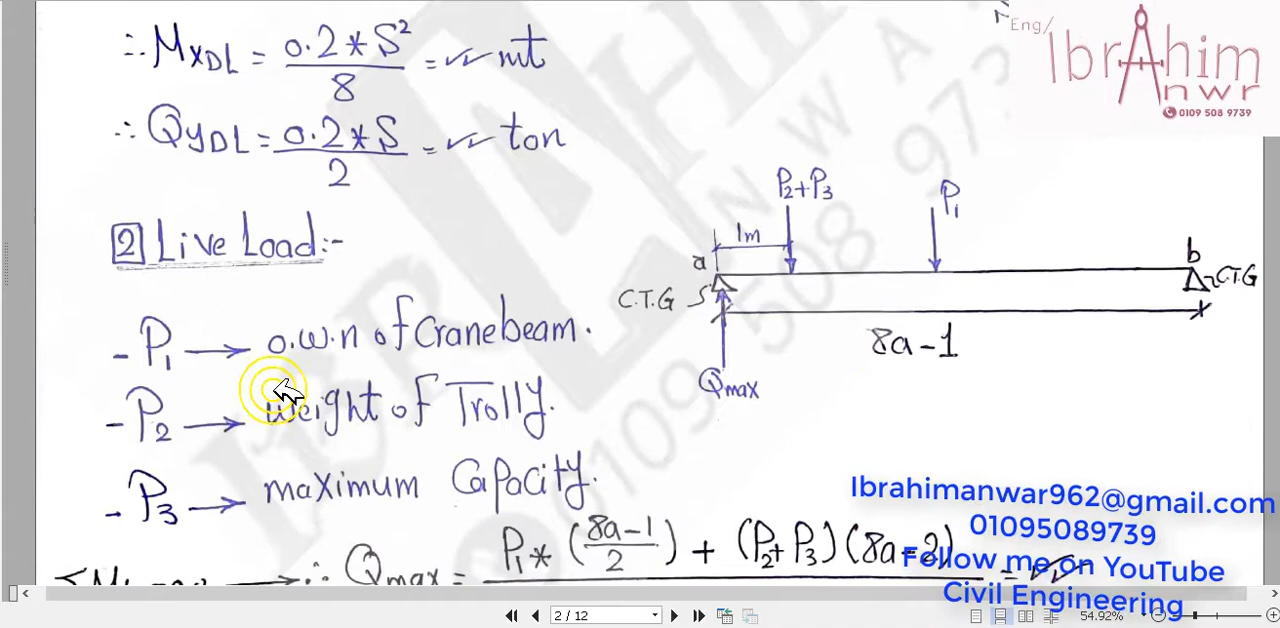 ∴ MxDL = 0.2*S² / 8 = ✓✓ mt
∴ QyDL = 0.2*S / 2 = ✓✓ ton
Eng/
IbrAhim
Anwr
0109 508 9739
P2+P3
P1
1m
a
b
C.T.G
C.T.G
8a-1
Qmax
2 Live Load:-
- P1 → o.w.n of Cranebeam.
- P2 → weight of Trolly.
- P3 → maximum Capacity.
∴ Qmax = P1* (8a-1 / 2) + (P2+P3)(8a-2)
Ibrahimanwar962@gmail.com
01095089739
Follow me on YouTube
Civil Engineering
2 / 12
54.92%